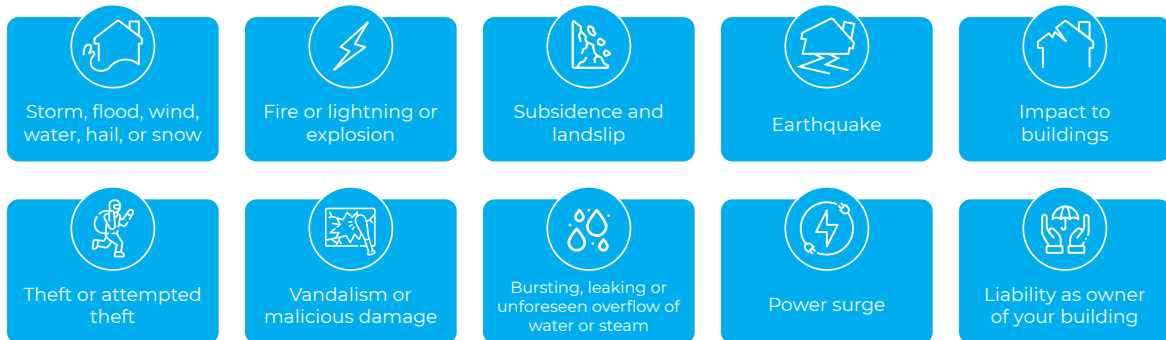 Storm, flood, wind,
water, hail, or snow
Fire or lightning or
explosion
Subsidence and
landslip
Earthquake
Impact to
buildings
Theft or attempted
theft
Vandalism or
malicious damage
Bursting, leaking or
unforeseen overflow of
water or steam
Power surge
Liability as owner
of your building